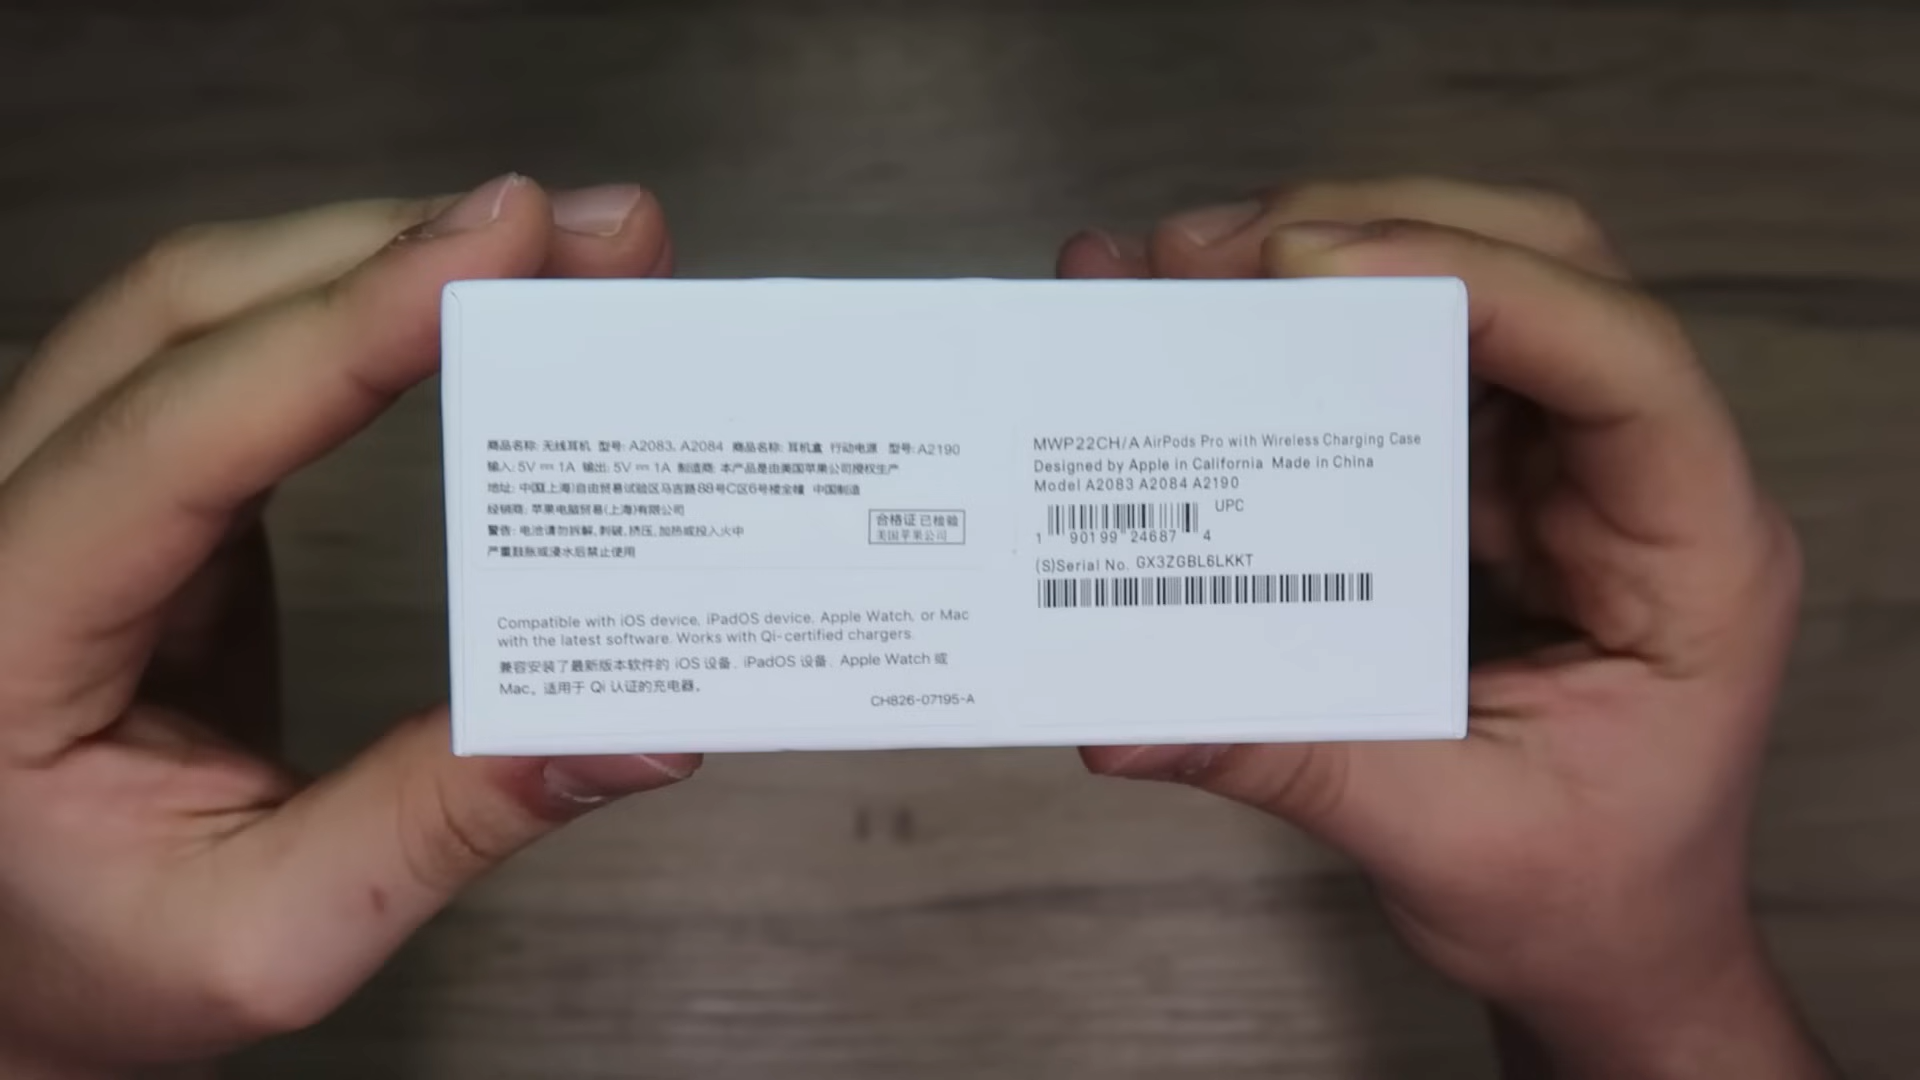 商品名称: 无线耳机 型号: A2083, A2084 商品名称: 耳机盒 行动电源 型号: A2190
输入: 5V ⎓ 1A 输出: 5V ⎓ 1A 制造商: 本产品是由美国苹果公司授权生产
地址: 中国(上海)自由贸易试验区马吉路88号C区6号楼全幢 中国制造
经销商: 苹果电脑贸易(上海)有限公司
警告: 电池请勿拆解, 刺破, 挤压, 加热或投入火中
严重鼓胀或浸水后禁止使用
合格证 已检验
美国苹果公司
Compatible with iOS device, iPadOS device, Apple Watch, or Mac
with the latest software. Works with Qi-certified chargers.
兼容安装了最新版本软件的 iOS 设备、iPadOS 设备、Apple Watch 或
Mac。适用于 Qi 认证的充电器。
CH826-07195-A
MWP22CH/A AirPods Pro with Wireless Charging Case
Designed by Apple in California Made in China
Model A2083 A2084 A2190
UPC
1 90199 24687 4
(S)Serial No. GX3ZGBL6LKKT